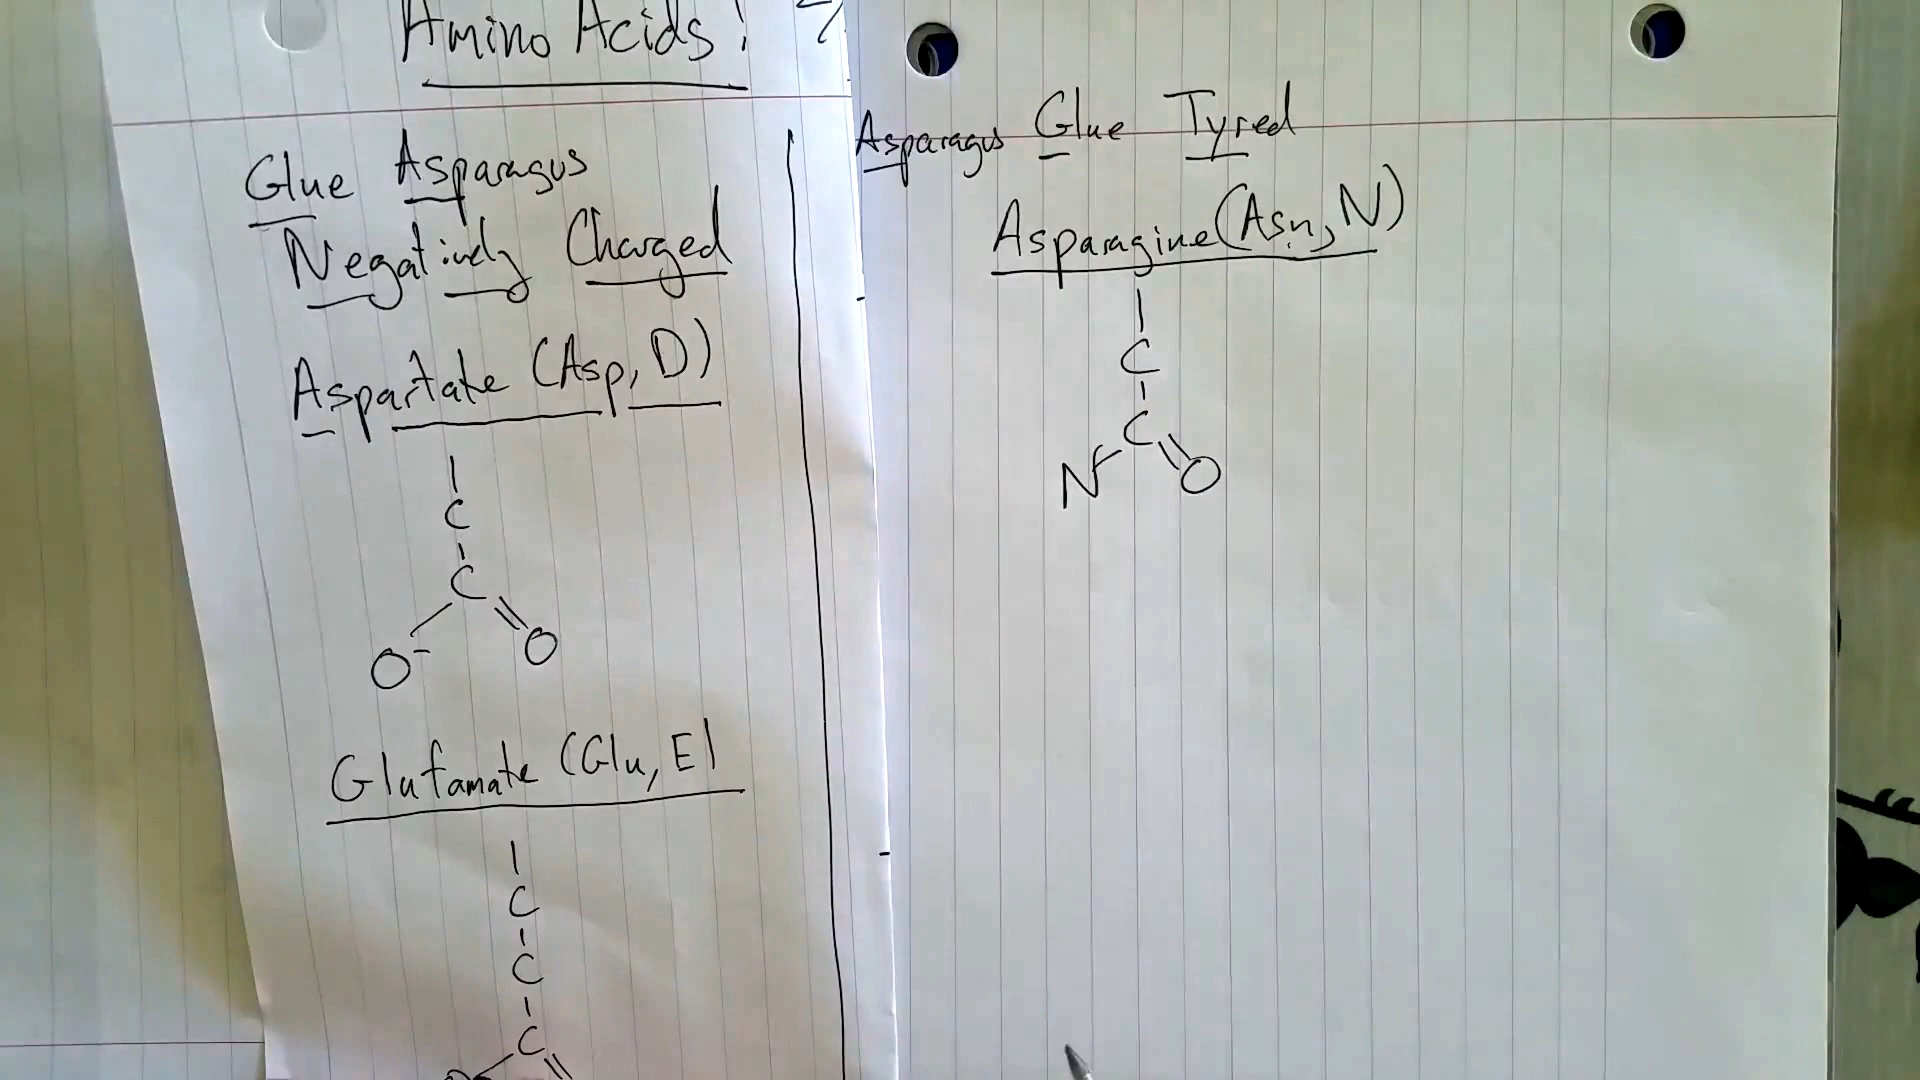 Amino Acids!
Glue Asparagus
Negatively Charged
Aspartate (Asp, D)
C
C
O- O
Glutamate (Glu, E)
C
C
C
Asparagus Glue Tyred
Asparagine (Asn, N)
C
C
N O